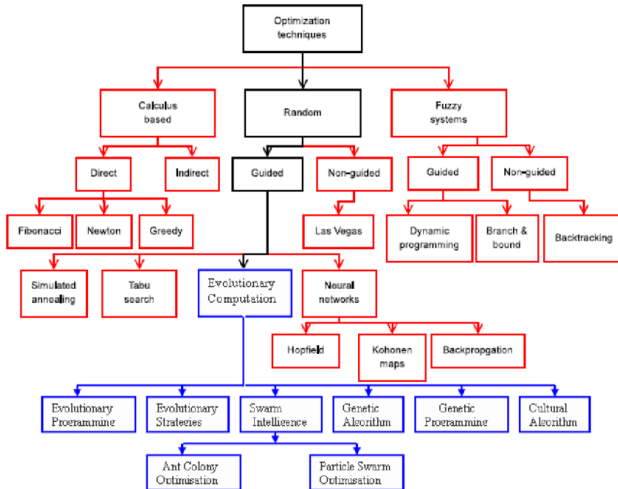 Optimization
techniques
Calculus
based
Random
Fuzzy
systems
Direct
Indirect
Guided
Non-guided
Guided
Non-guided
Fibonacci
Newton
Greedy
Las Vegas
Dynamic
programming
Branch &
bound
Backtracking
Simulated
annealing
Tabu
search
Evolutionary
Computation
Neural
networks
Hopfield
Kohonen
maps
Backpropgation
Evolutionary
Programming
Evolutionary
Strategies
Swarm
Intelligence
Genetic
Algorithm
Genetic
Programming
Cultural
Algorithm
Ant Colony
Optimisation
Particle Swarm
Optimisation